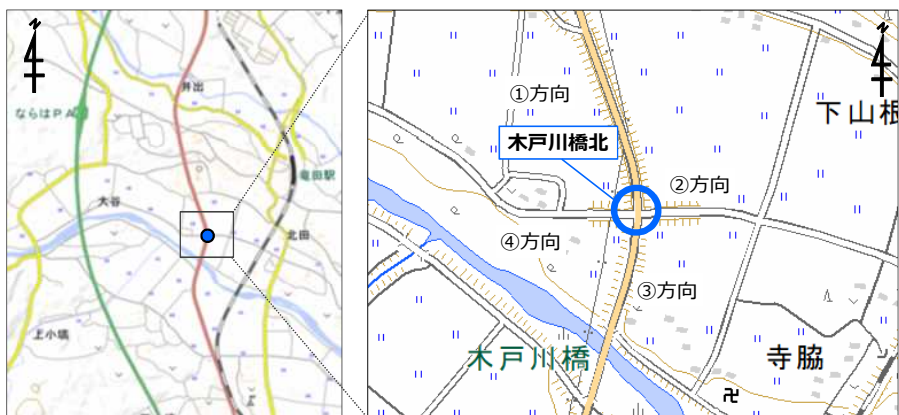 N
井出
ならはPA
竜田駅
大谷
北田
上小塙
N
①方向
下山根
木戸川橋北
②方向
④方向
③方向
木戸川橋
寺脇